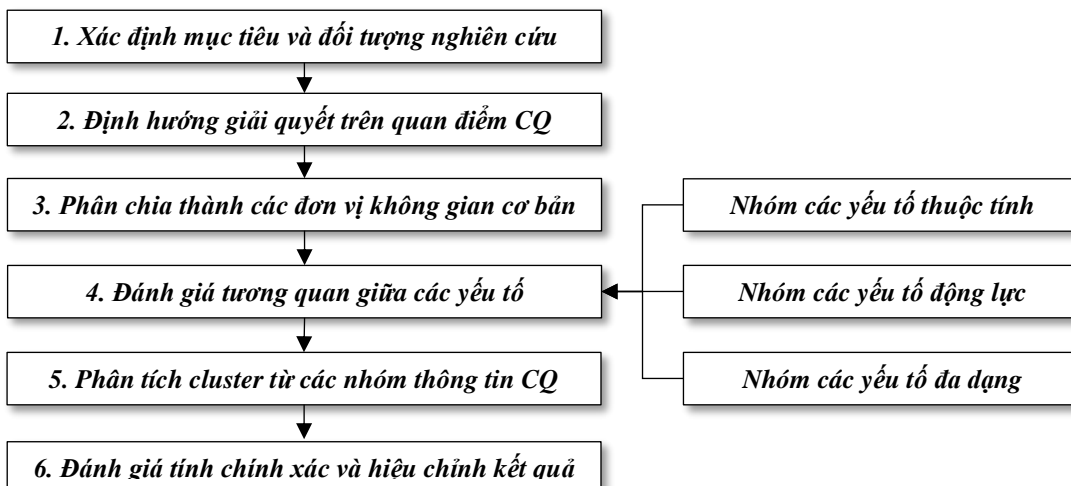 1. Xác định mục tiêu và đối tượng nghiên cứu
2. Định hướng giải quyết trên quan điểm CQ
3. Phân chia thành các đơn vị không gian cơ bản
Nhóm các yếu tố thuộc tính
4. Đánh giá tương quan giữa các yếu tố
Nhóm các yếu tố động lực
5. Phân tích cluster từ các nhóm thông tin CQ
Nhóm các yếu tố đa dạng
6. Đánh giá tính chính xác và hiệu chỉnh kết quả